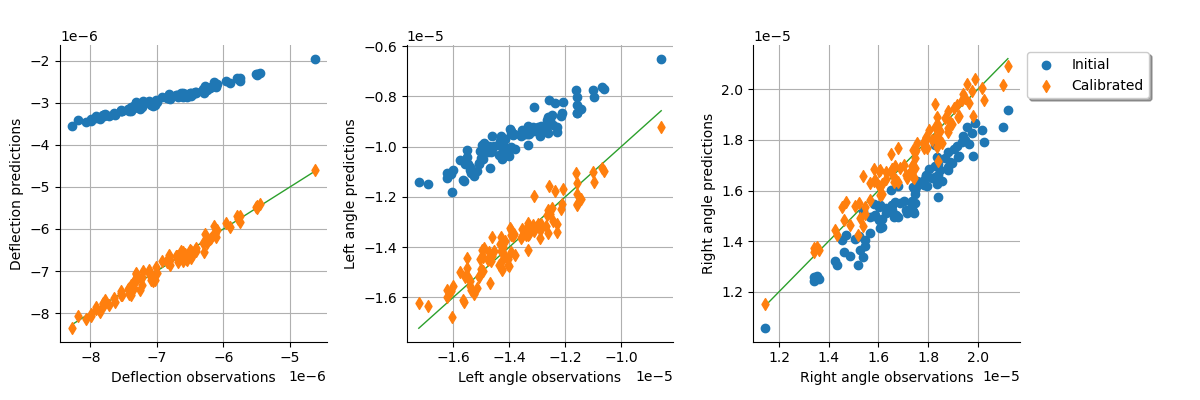 1e−6
−2
−3
−4
−5
−6
−7
−8
−8 −7 −6 −5
1e−6
Deflection observations
Deflection predictions
1e−5
−0.6
−0.8
−1.0
−1.2
−1.4
−1.6
−1.6 −1.4 −1.2 −1.0
1e−5
Left angle observations
Left angle predictions
1e−5
2.0
1.8
1.6
1.4
1.2
1.2 1.4 1.6 1.8 2.0
1e−5
Right angle observations
Right angle predictions
Initial
Calibrated